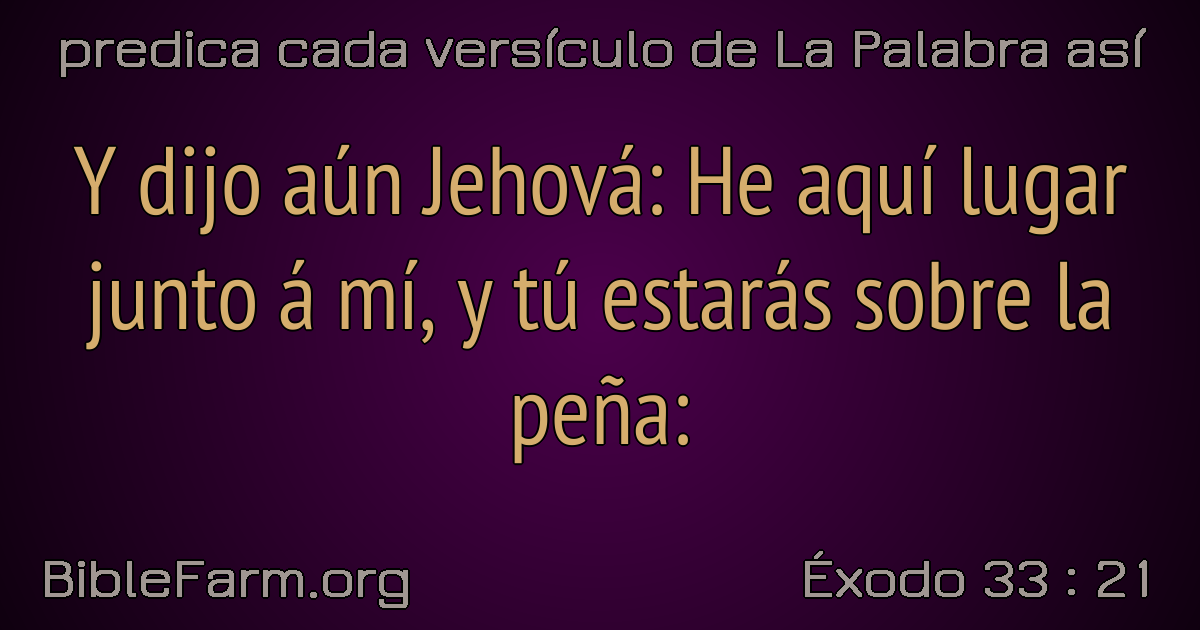 predica cada versículo de La Palabra así
Y dijo aún Jehová: He aquí lugar
junto á mí, y tú estarás sobre la
peña:
BibleFarm.org
Éxodo 33 : 21